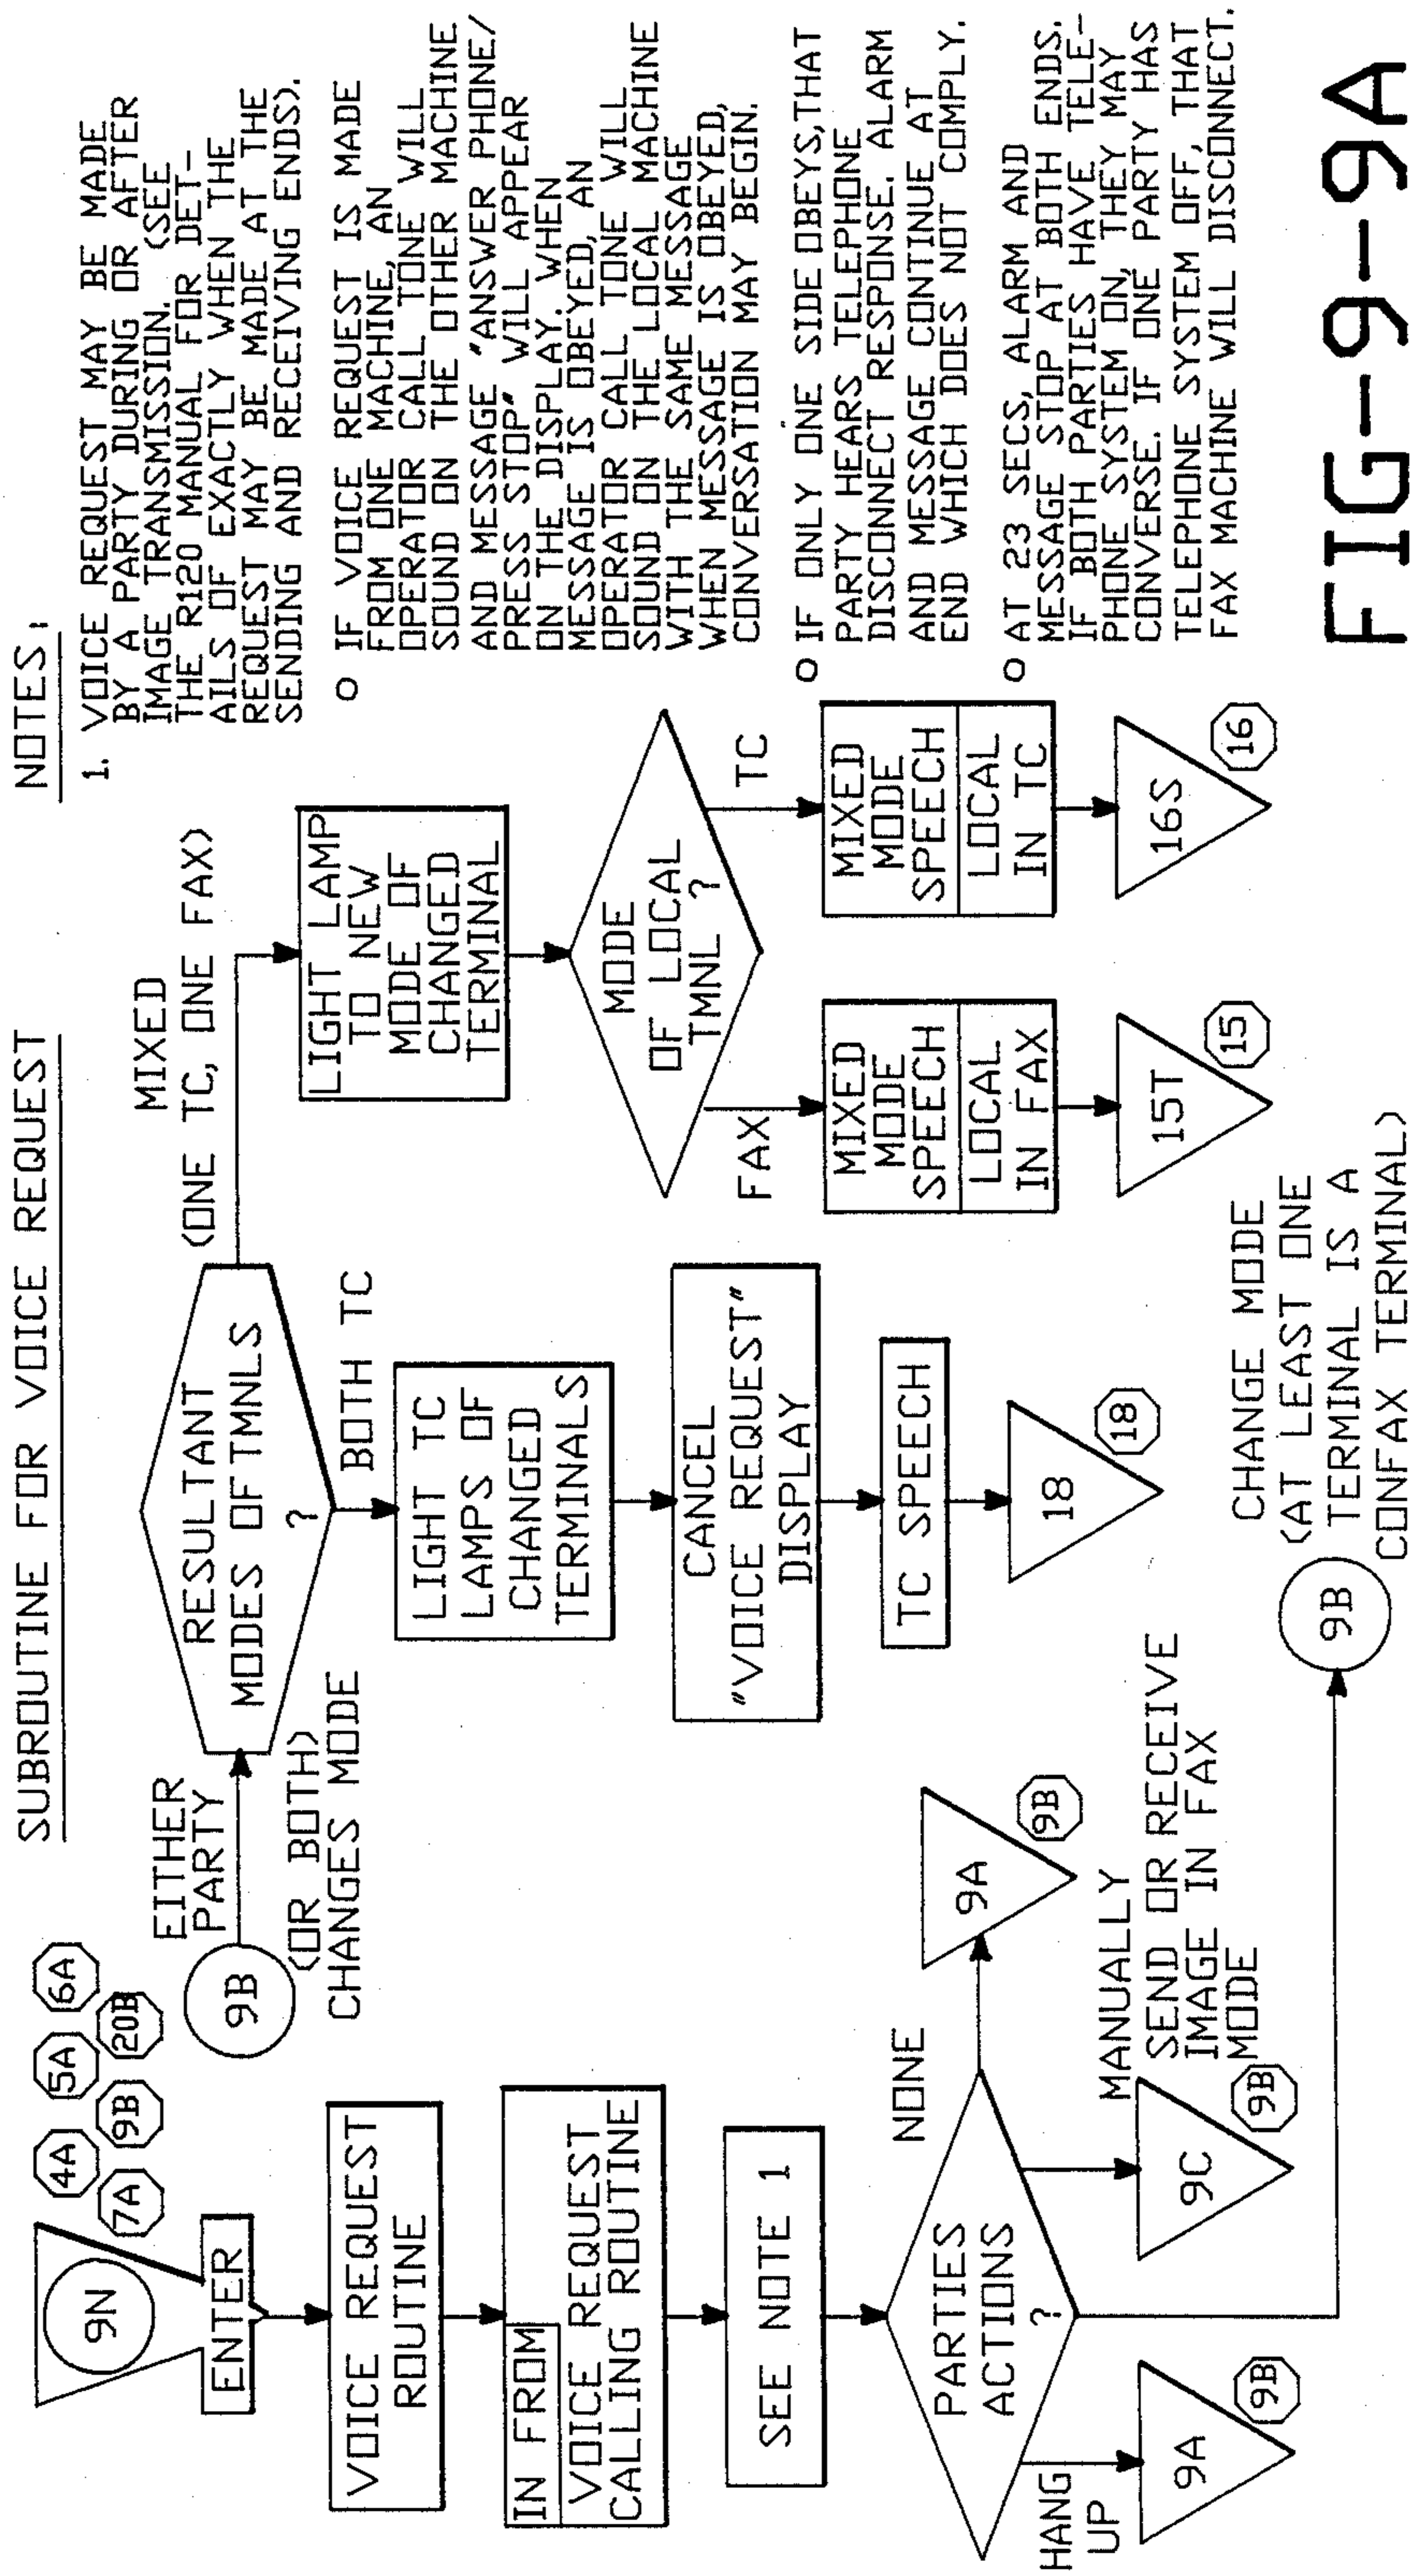 SUBROUTINE FOR VOICE REQUEST
9N
4A
5A
6A
7A
9B
20B
ENTER
VOICE REQUEST
ROUTINE
IN FROM
VOICE REQUEST
CALLING ROUTINE
SEE NOTE 1
PARTIES
ACTIONS
?
HANG
UP
9A
9B
MANUALLY
SEND OR RECEIVE
IMAGE IN FAX
MODE
9C
9B
NONE
9A
9B
9B
CHANGE MODE
(AT LEAST ONE
TERMINAL IS A
CONFAX TERMINAL)
9B
EITHER
PARTY
(OR BOTH)
CHANGES MODE
RESULTANT
MODES OF TMNLS
?
BOTH TC
LIGHT TC
LAMPS OF
CHANGED
TERMINALS
CANCEL
"VOICE REQUEST"
DISPLAY
TC SPEECH
18
18
MIXED
(ONE TC, ONE FAX)
LIGHT LAMP
TO NEW
MODE OF
CHANGED
TERMINAL
MODE
OF LOCAL
TMNL ?
FAX
MIXED
MODE
SPEECH
LOCAL
IN FAX
15T
15
TC
MIXED
MODE
SPEECH
LOCAL
IN TC
16S
16
NOTES:
1. VOICE REQUEST MAY BE MADE
BY A PARTY DURING OR AFTER
IMAGE TRANSMISSION. (SEE
THE R120 MANUAL FOR DET-
AILS OF EXACTLY WHEN THE
REQUEST MAY BE MADE AT THE
SENDING AND RECEIVING ENDS).
O IF VOICE REQUEST IS MADE
FROM ONE MACHINE, AN
OPERATOR CALL TONE WILL
SOUND ON THE OTHER MACHINE
AND MESSAGE "ANSWER PHONE/
PRESS STOP" WILL APPEAR
ON THE DISPLAY. WHEN
MESSAGE IS OBEYED, AN
OPERATOR CALL TONE WILL
SOUND ON THE LOCAL MACHINE
WITH THE SAME MESSAGE
WHEN MESSAGE IS OBEYED,
CONVERSATION MAY BEGIN.
O IF ONLY ONE SIDE OBEYS, THAT
PARTY HEARS TELEPHONE
DISCONNECT RESPONSE. ALARM
AND MESSAGE CONTINUE AT
END WHICH DOES NOT COMPLY.
O AT 23 SECS, ALARM AND
MESSAGE STOP AT BOTH ENDS.
IF BOTH PARTIES HAVE TELE-
PHONE SYSTEM ON, THEY MAY
CONVERSE. IF ONE PARTY HAS
TELEPHONE SYSTEM OFF, THAT
FAX MACHINE WILL DISCONNECT.
FIG-9-9A